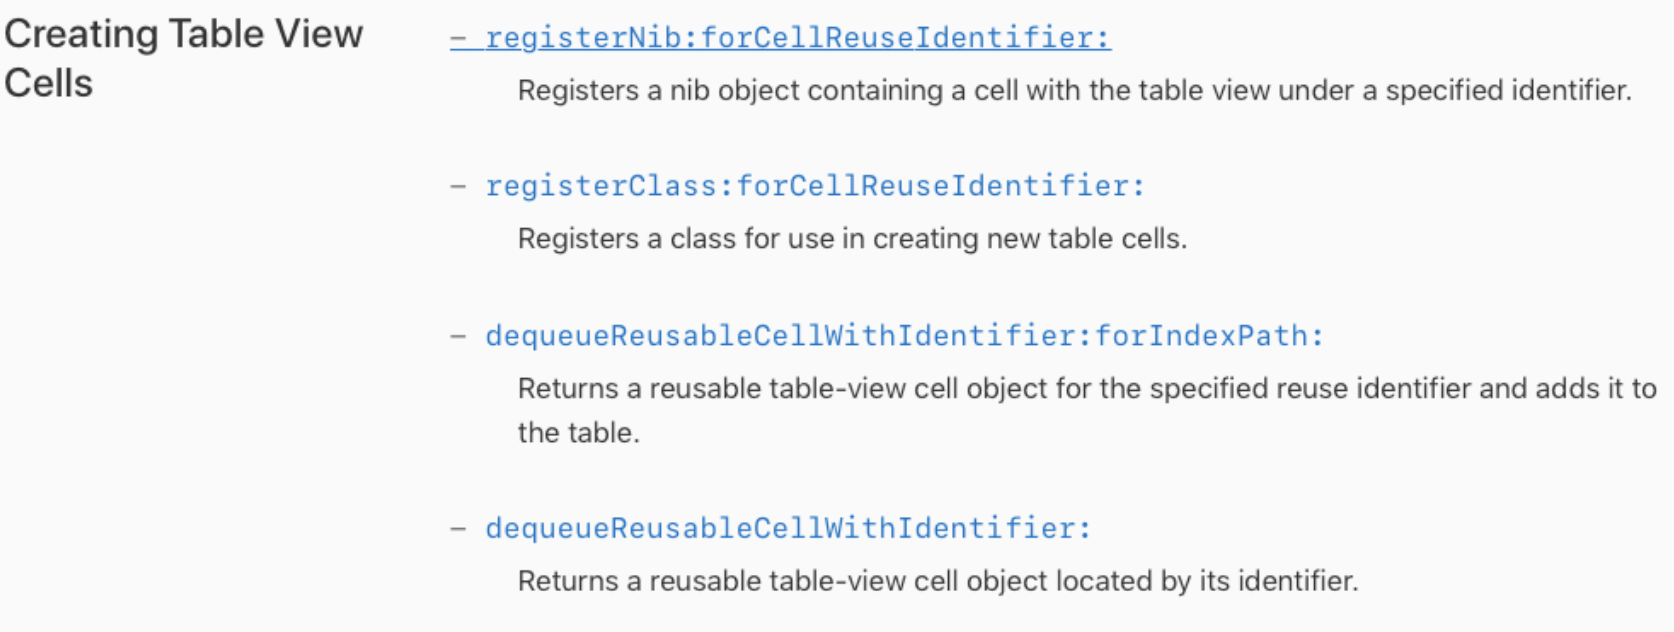 Creating Table View
Cells
– registerNib:forCellReuseIdentifier:
Registers a nib object containing a cell with the table view under a specified identifier.
– registerClass:forCellReuseIdentifier:
Registers a class for use in creating new table cells.
– dequeueReusableCellWithIdentifier:forIndexPath:
Returns a reusable table-view cell object for the specified reuse identifier and adds it to
the table.
– dequeueReusableCellWithIdentifier:
Returns a reusable table-view cell object located by its identifier.